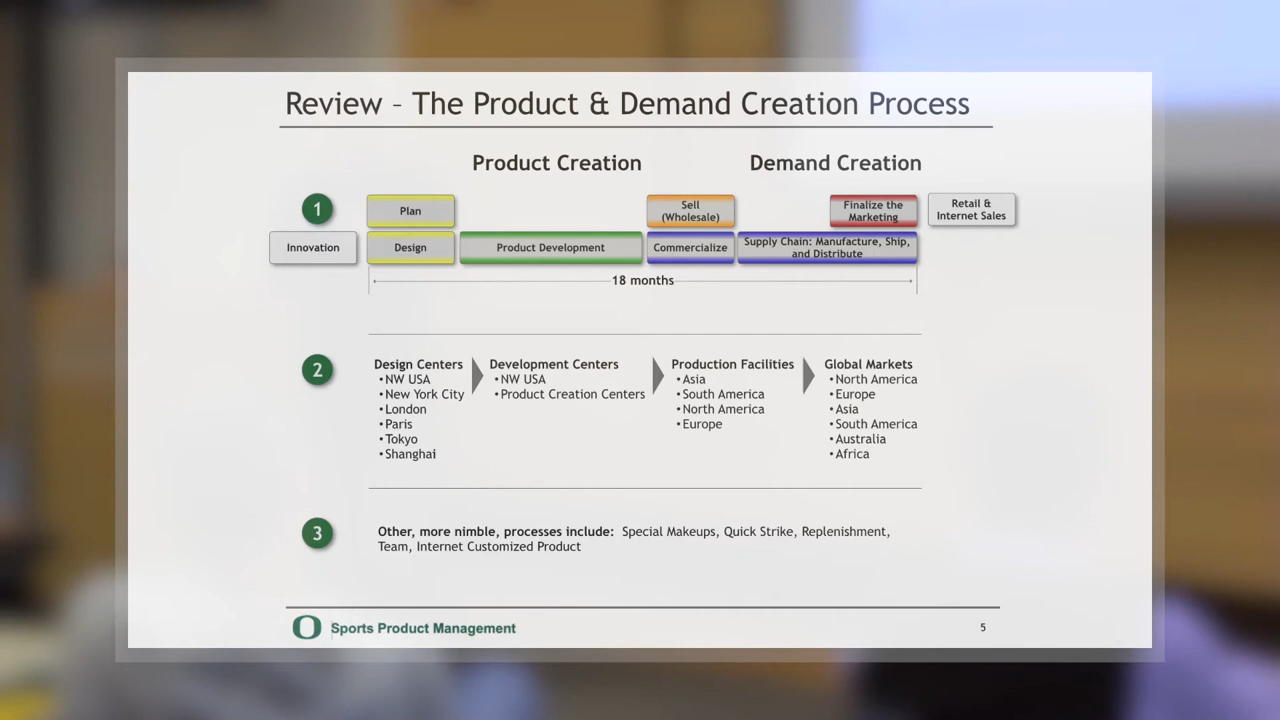 Review – The Product & Demand Creation Process
Product Creation
Demand Creation
1
Plan
Sell
(Wholesale)
Finalize the
Marketing
Retail &
Internet Sales
Innovation
Design
Product Development
Commercialize
Supply Chain: Manufacture, Ship,
and Distribute
18 months
2
Design Centers
•NW USA
•New York City
•London
•Paris
•Tokyo
•Shanghai
Development Centers
•NW USA
•Product Creation Centers
Production Facilities
•Asia
•South America
•North America
•Europe
Global Markets
•North America
•Europe
•Asia
•South America
•Australia
•Africa
3
Other, more nimble, processes include: Special Makeups, Quick Strike, Replenishment,
Team, Internet Customized Product
O Sports Product Management
5